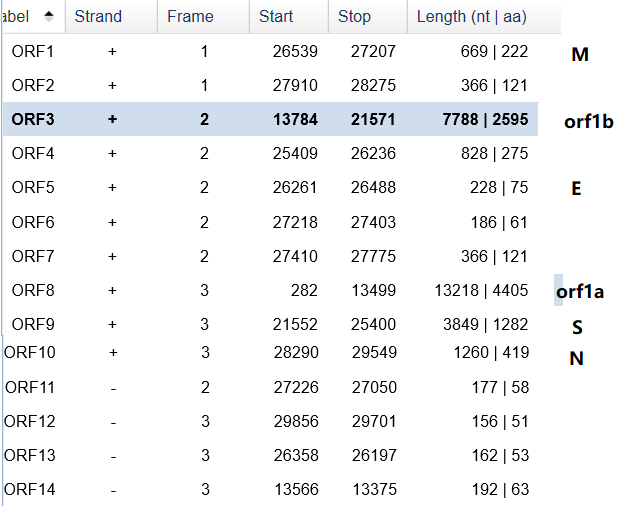 abel Strand Frame Start Stop Length (nt | aa)
ORF1 + 1 26539 27207 669 | 222 M
ORF2 + 1 27910 28275 366 | 121
ORF3 + 2 13784 21571 7788 | 2595 orf1b
ORF4 + 2 25409 26236 828 | 275
ORF5 + 2 26261 26488 228 | 75 E
ORF6 + 2 27218 27403 186 | 61
ORF7 + 2 27410 27775 366 | 121
ORF8 + 3 282 13499 13218 | 4405 orf1a
ORF9 + 3 21552 25400 3849 | 1282 S
ORF10 + 3 28290 29549 1260 | 419 N
ORF11 - 2 27226 27050 177 | 58
ORF12 - 3 29856 29701 156 | 51
ORF13 - 3 26358 26197 162 | 53
ORF14 - 3 13566 13375 192 | 63